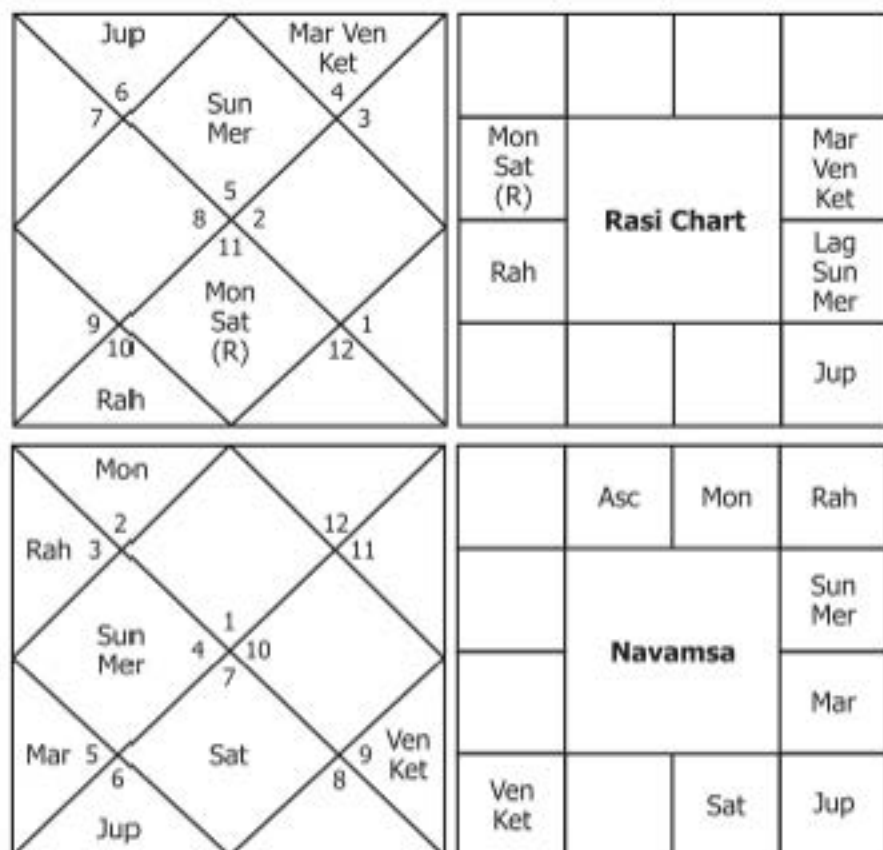 Jup
Mar Ven
Ket
6
4
7
3
Sun
Mer
5
8
2
11
Mon
Sat
(R)
9
1
10
12
Rah
Mon
Sat
(R)
Mar
Ven
Ket
Rasi Chart
Rah
Lag
Sun
Mer
Jup
Mon
2
12
Rah
3
11
1
Sun
Mer
4
10
7
Mar
5
Sat
9
Ven
Ket
6
8
Jup
Asc
Mon
Rah
Sun
Mer
Navamsa
Mar
Ven
Ket
Sat
Jup